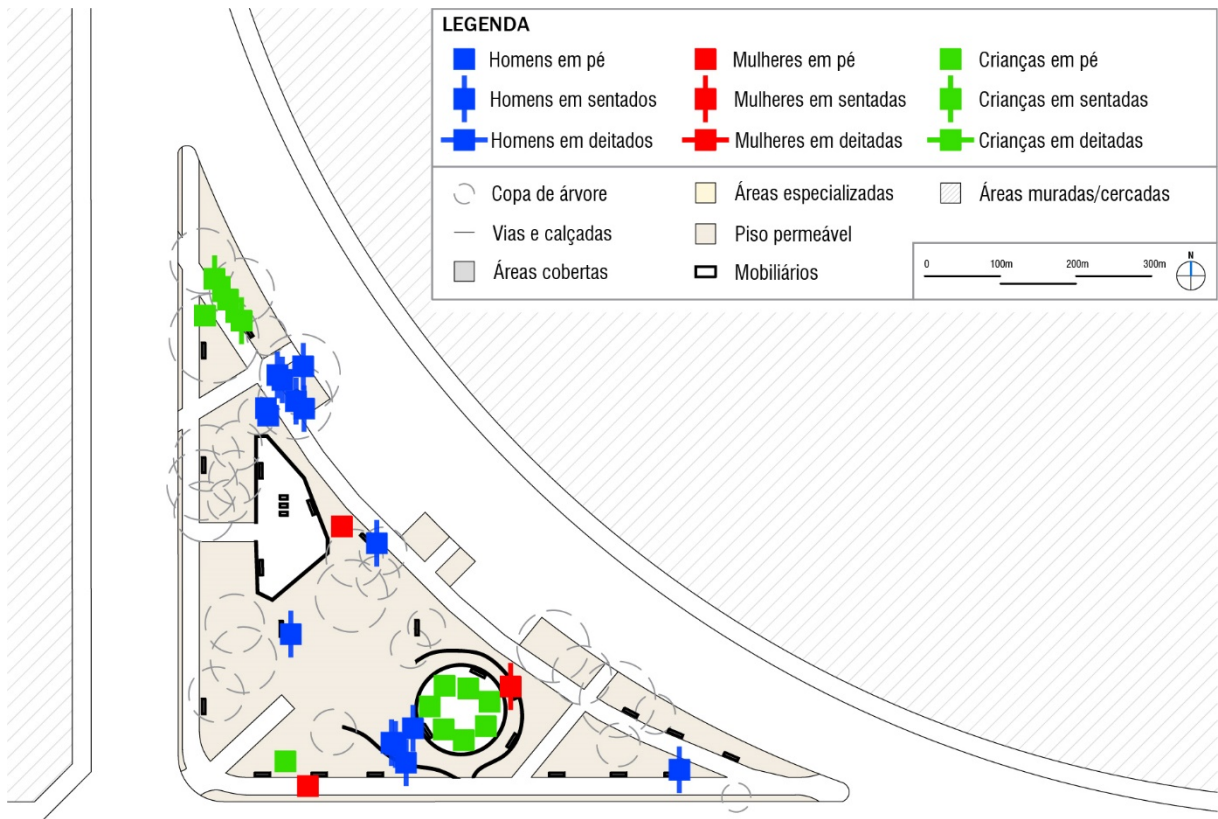 LEGENDA
Homens em pé
Mulheres em pé
Crianças em pé
Homens em sentados
Mulheres em sentadas
Crianças em sentadas
Homens em deitados
Mulheres em deitadas
Crianças em deitadas
Copa de árvore
Áreas especializadas
Áreas muradas/cercadas
Vias e calçadas
Piso permeável
Áreas cobertas
Mobiliários
0 100m 200m 300m
N